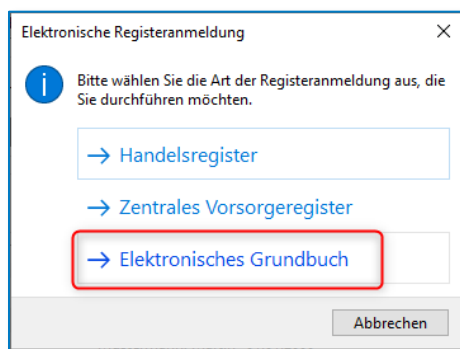 Elektronische Registeranmeldung
Bitte wählen Sie die Art der Registeranmeldung aus, die
Sie durchführen möchten.
→ Handelsregister
→ Zentrales Vorsorgeregister
→ Elektronisches Grundbuch
Abbrechen